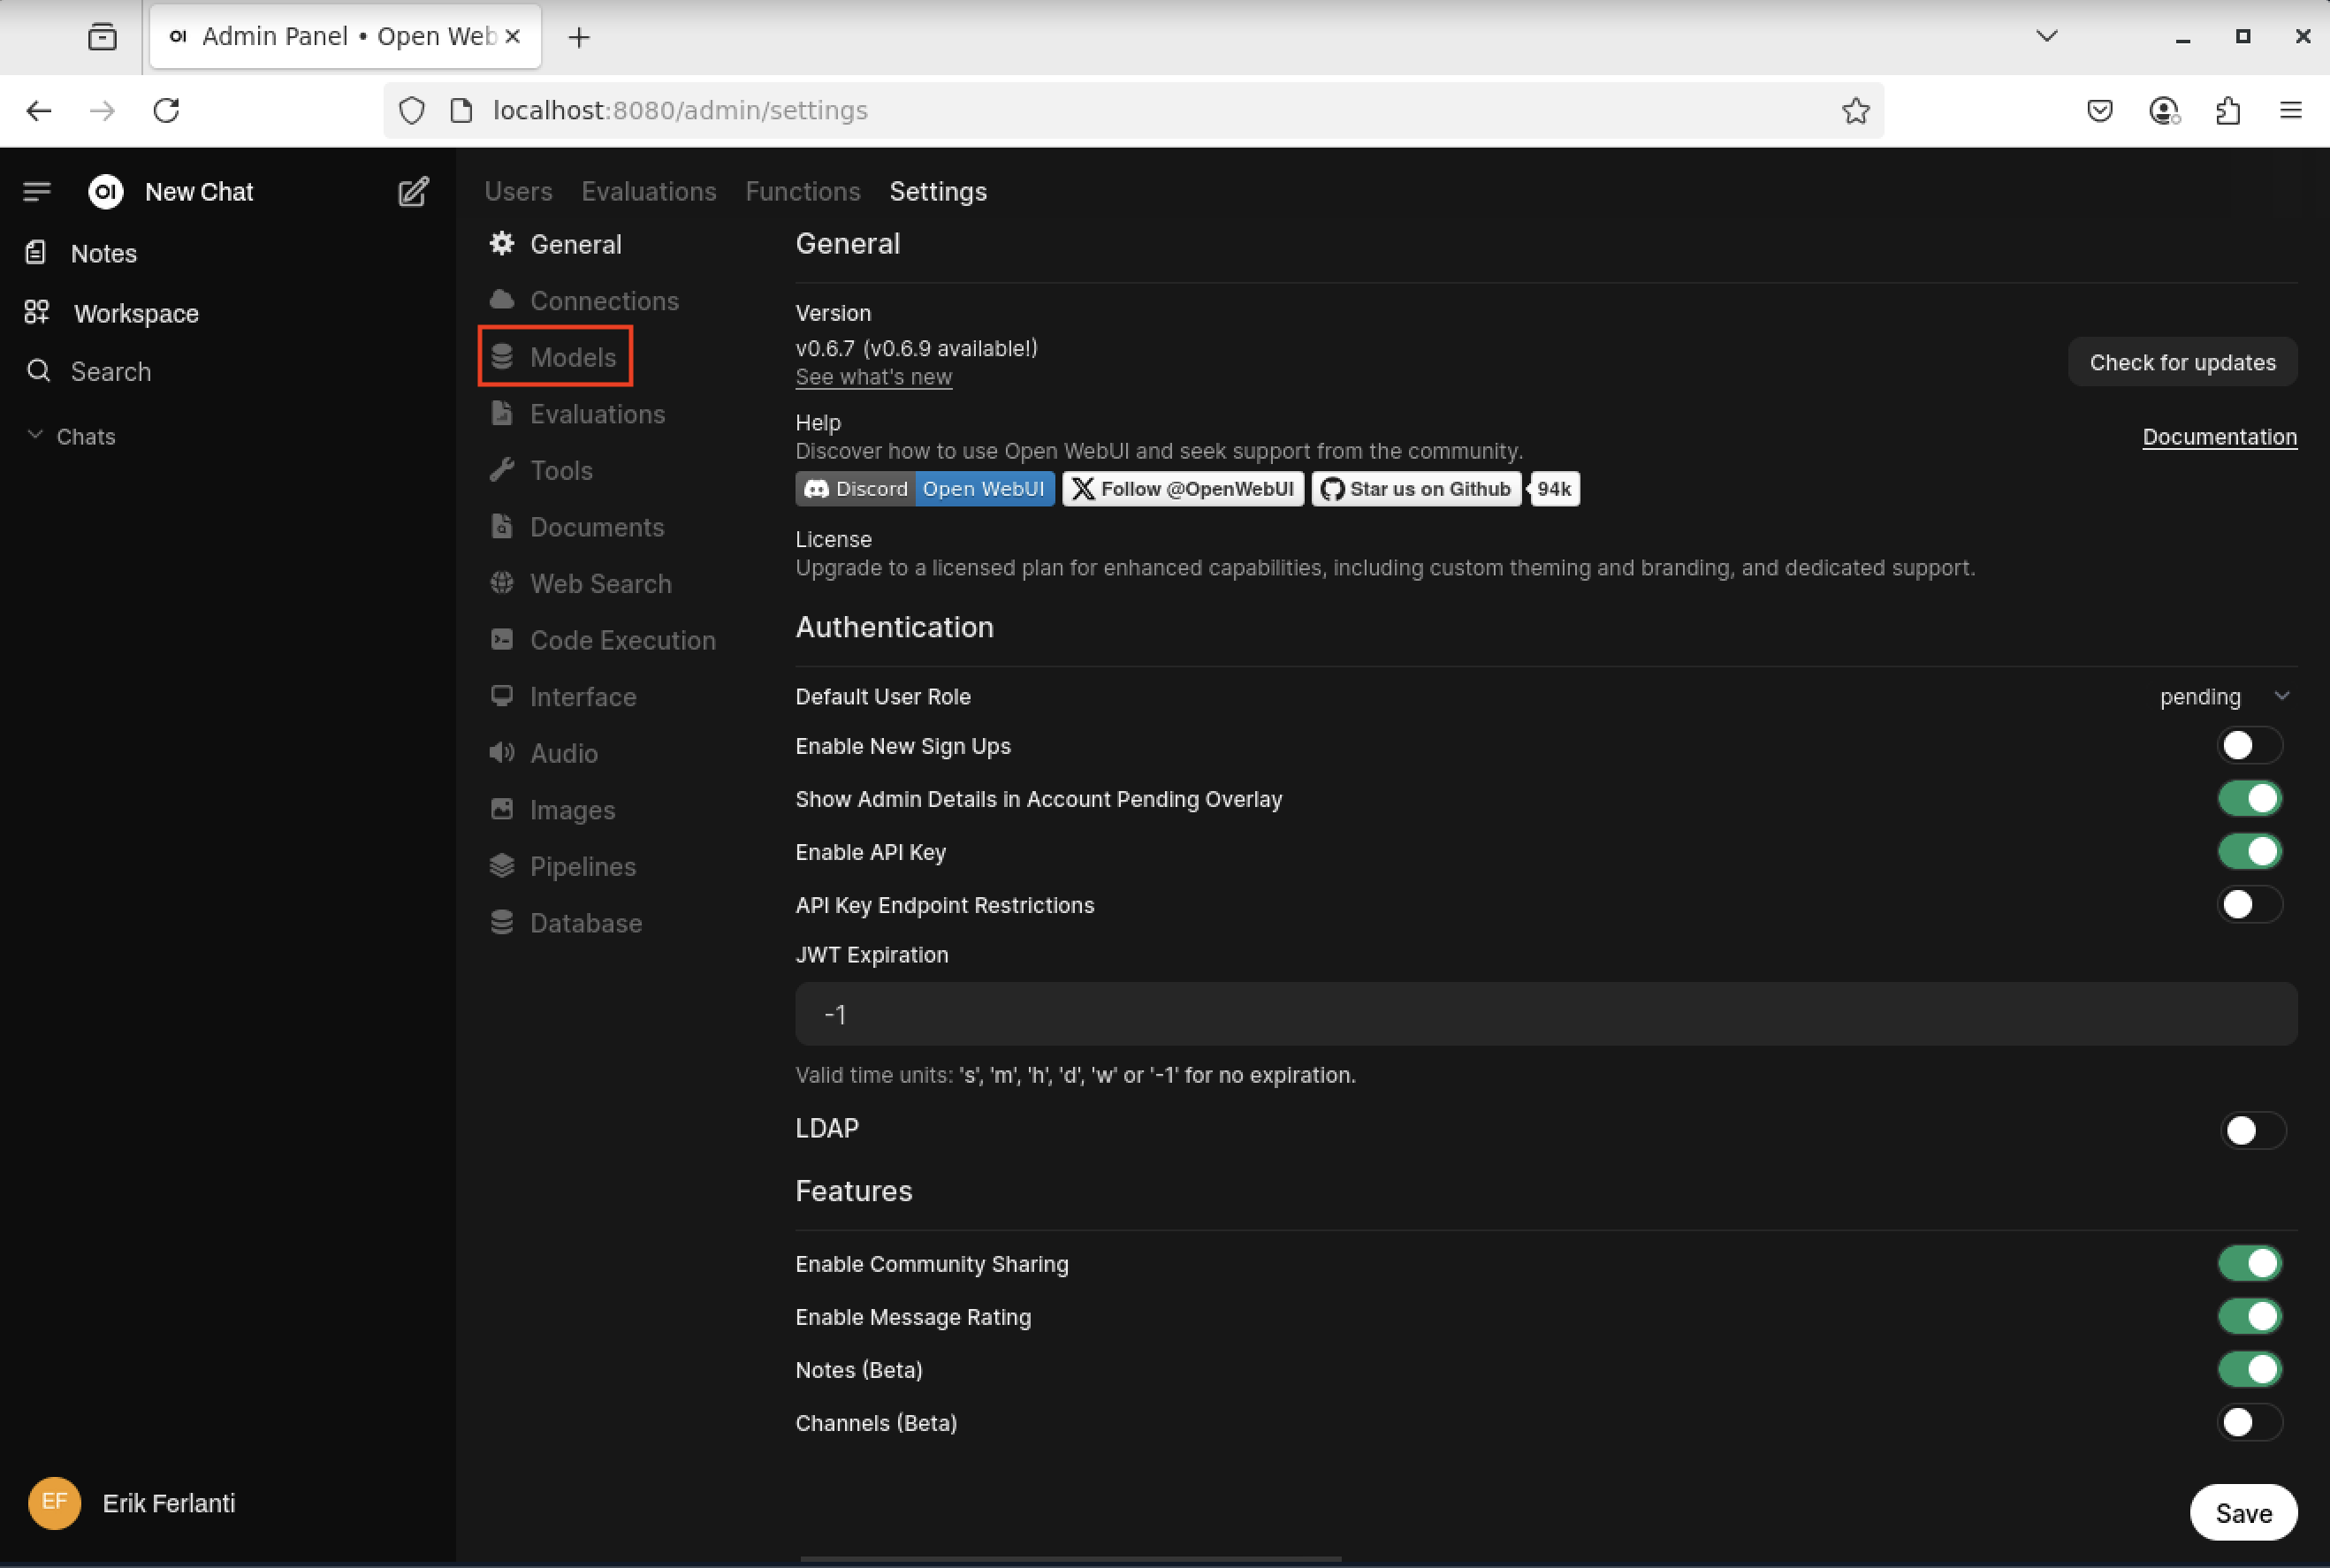 Admin Panel • Open Web
localhost:8080/admin/settings
OI New Chat
Notes
Workspace
Search
Chats
Users Evaluations Functions Settings
General
Connections
Models
Evaluations
Tools
Documents
Web Search
Code Execution
Interface
Audio
Images
Pipelines
Database
General
Version
v0.6.7 (v0.6.9 available!)
See what's new
Check for updates
Help
Discover how to use Open WebUI and seek support from the community.
Documentation
Discord Open WebUI Follow @OpenWebUI Star us on Github 94k
License
Upgrade to a licensed plan for enhanced capabilities, including custom theming and branding, and dedicated support.
Authentication
Default User Role pending
Enable New Sign Ups
Show Admin Details in Account Pending Overlay
Enable API Key
API Key Endpoint Restrictions
JWT Expiration
-1
Valid time units: 's', 'm', 'h', 'd', 'w' or '-1' for no expiration.
LDAP
Features
Enable Community Sharing
Enable Message Rating
Notes (Beta)
Channels (Beta)
EF Erik Ferlanti
Save